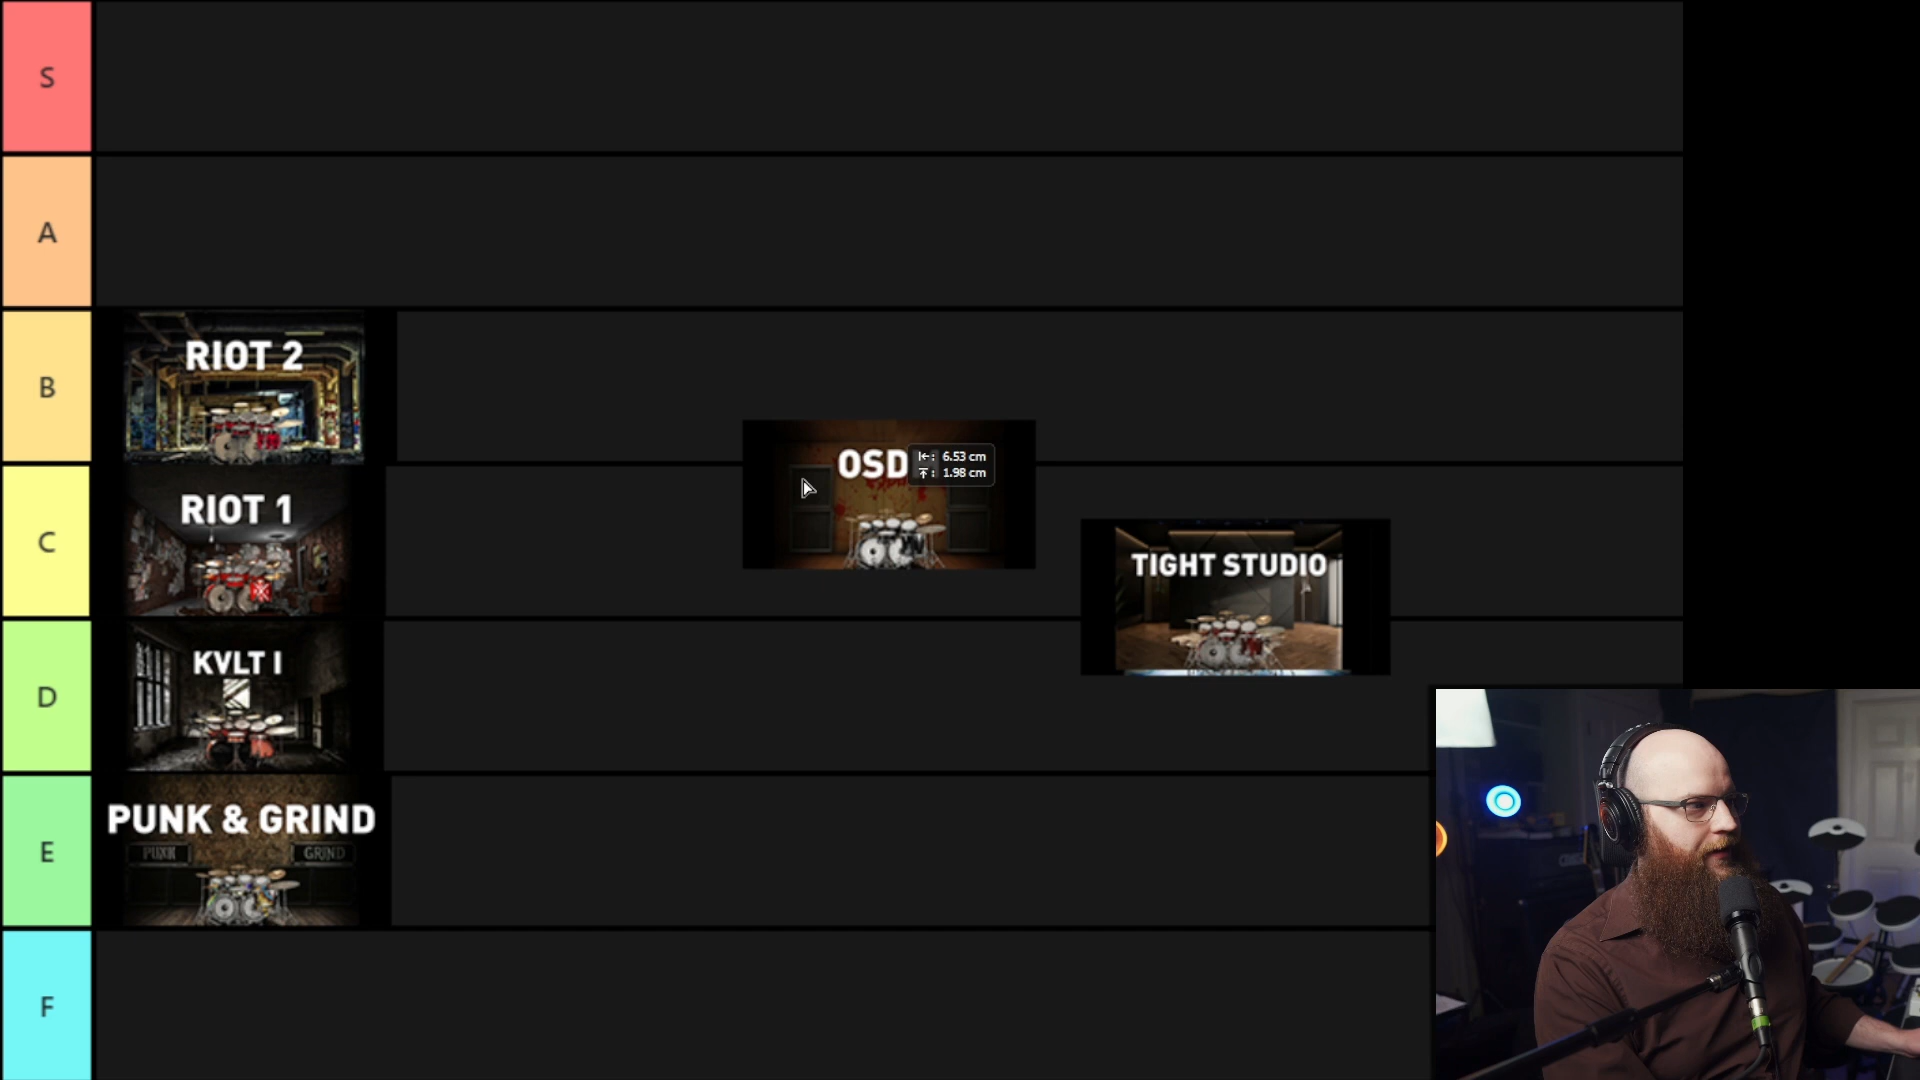 S
A
B
RIOT 2
C
RIOT 1
OSD
6.53 cm
1.98 cm
TIGHT STUDIO
D
KVLT I
E
PUNK & GRIND
PUNK
GRIND
F